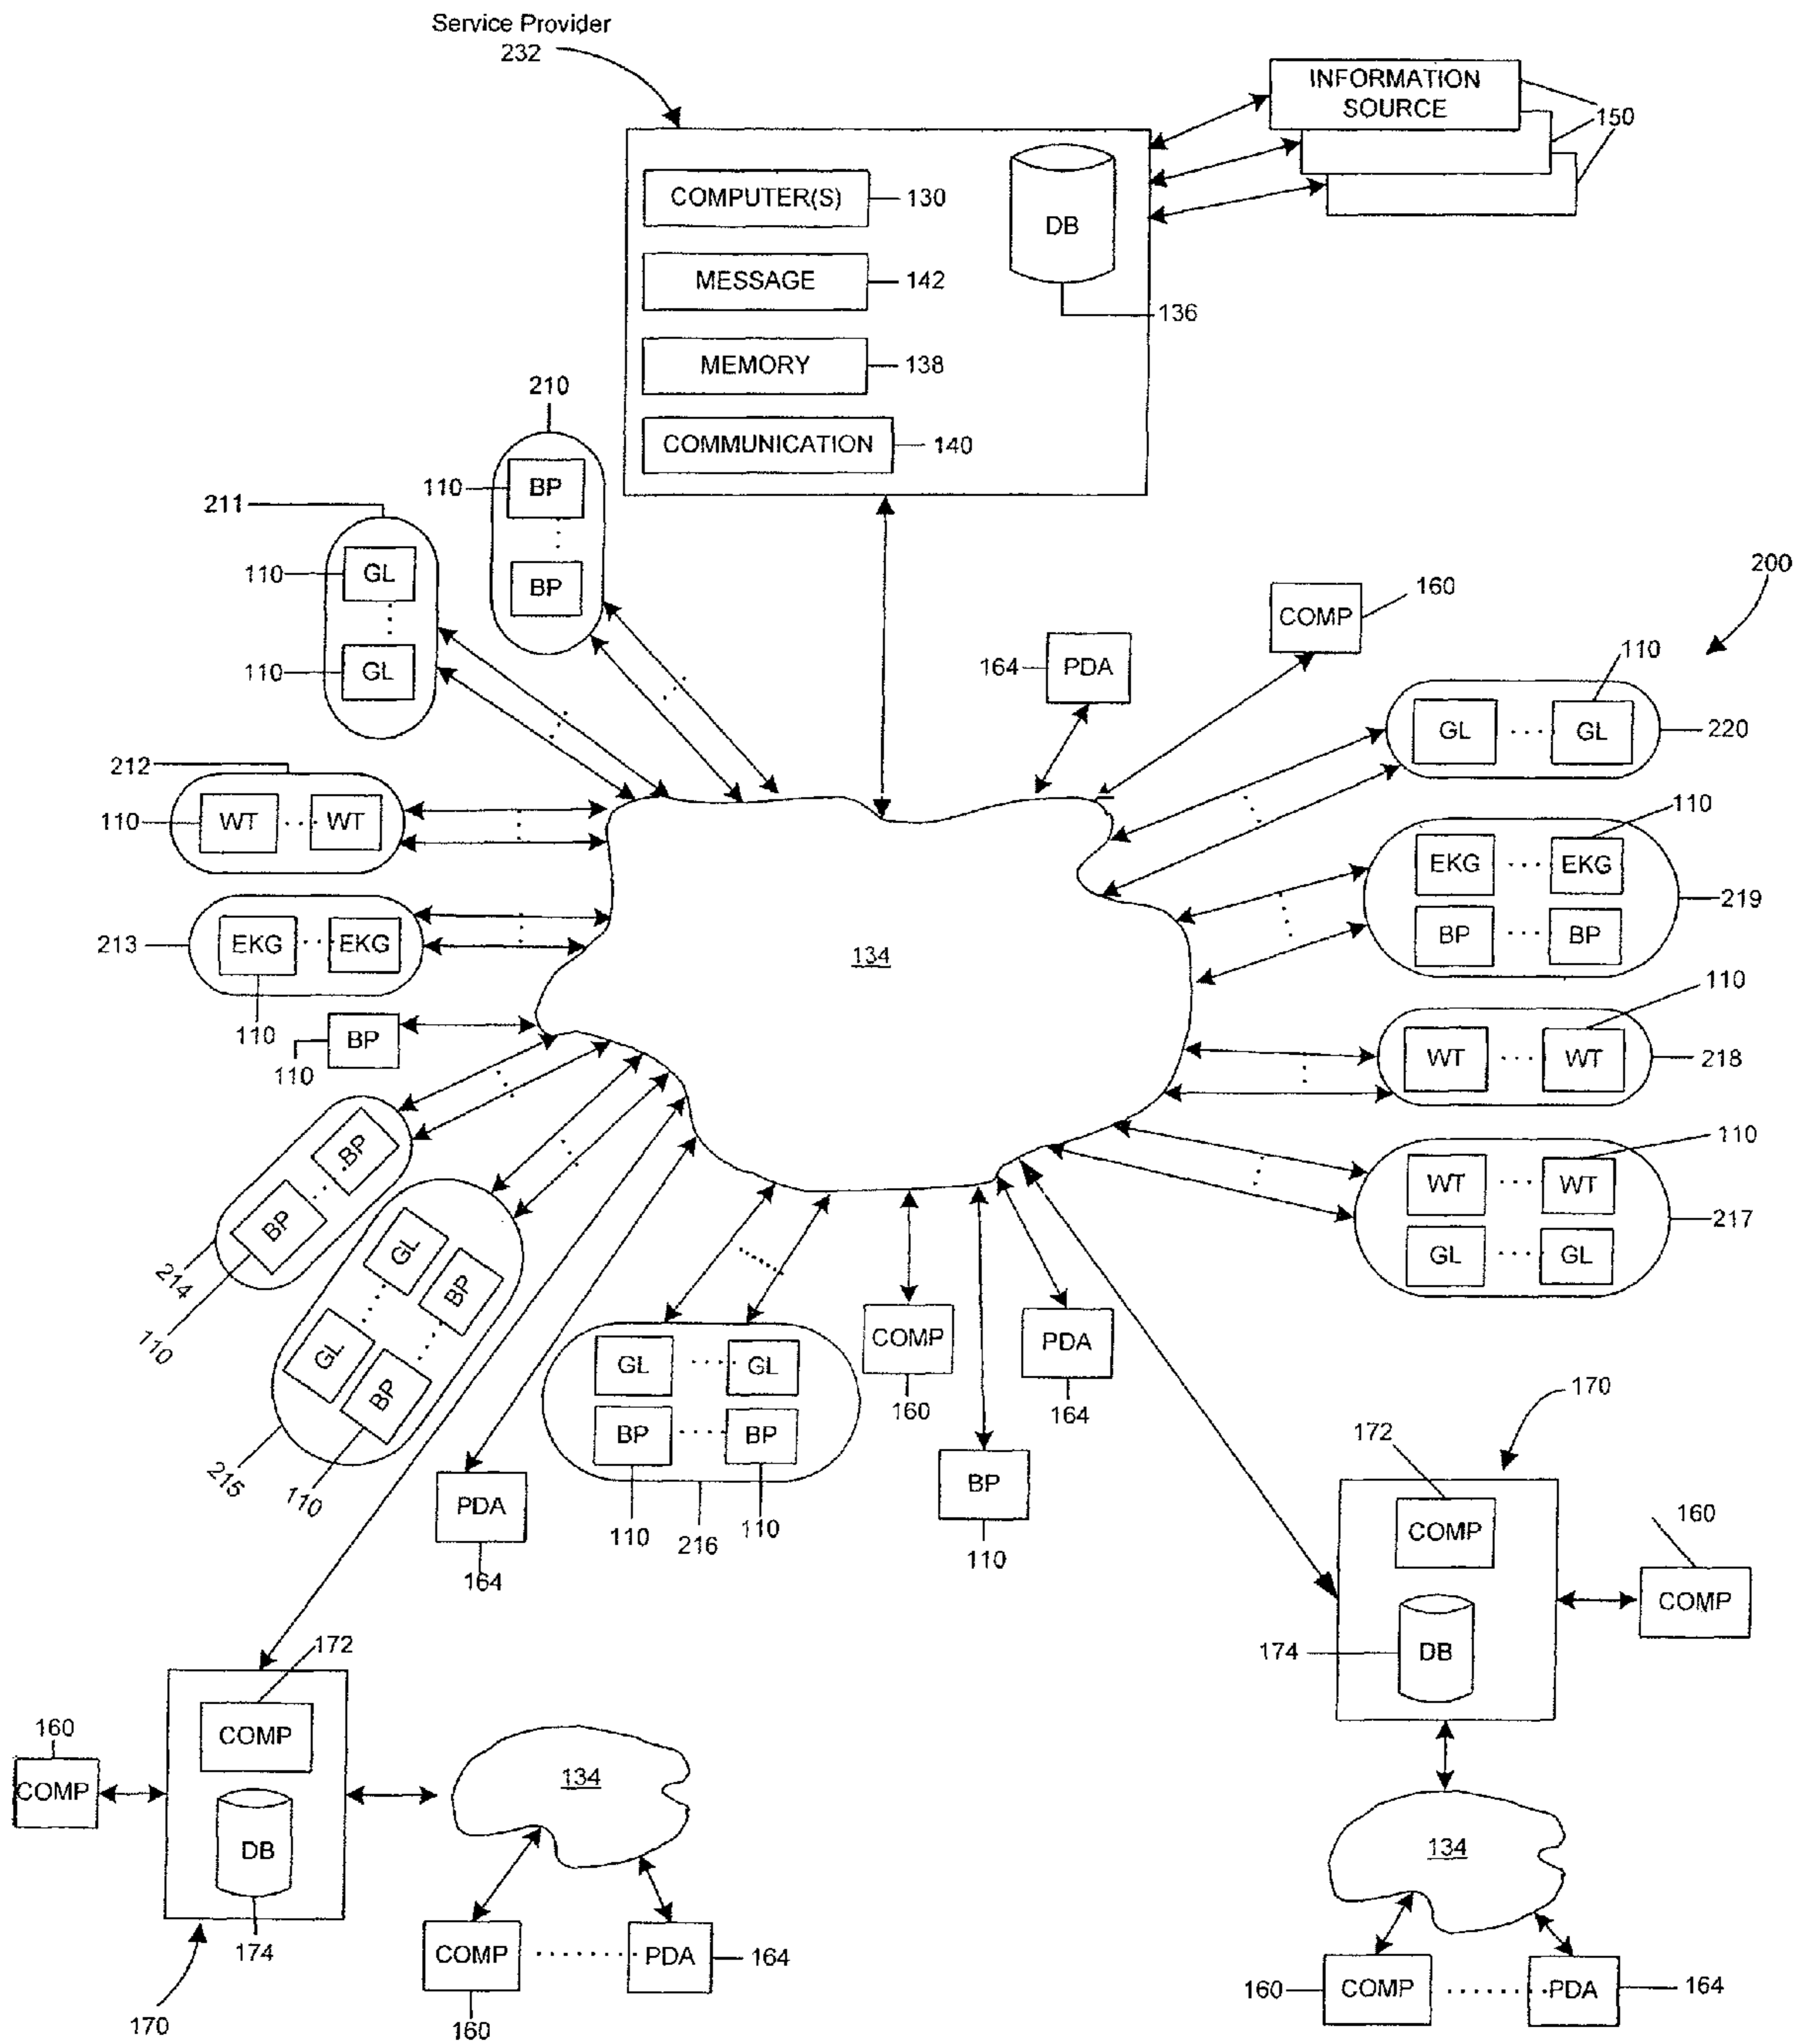 Service Provider
232
INFORMATION
SOURCE
150
COMPUTER(S)
130
DB
MESSAGE
142
136
MEMORY
138
COMMUNICATION
140
210
110
BP
BP
211
110
GL
110
GL
200
COMP
160
164
PDA
110
GL
GL
220
212
110
WT
WT
110
EKG
EKG
BP
BP
219
213
EKG
EKG
110
134
110
BP
110
WT
WT
218
BP
BP
214
110
110
WT
WT
GL
GL
217
GL
BP
GL
BP
215
110
GL
GL
BP
BP
110
216
110
COMP
160
PDA
164
BP
110
PDA
164
170
172
COMP
174
DB
160
COMP
172
COMP
160
COMP
DB
174
170
134
COMP
160
PDA
164
134
160
COMP
PDA
164